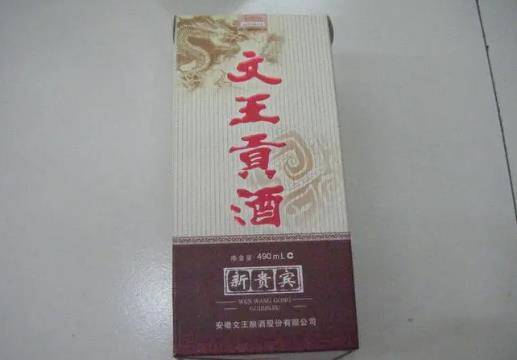 文王貢酒
净含量 490mL
新贵宾
WEN WANG GONG
安徽文王酿酒股份有限公司